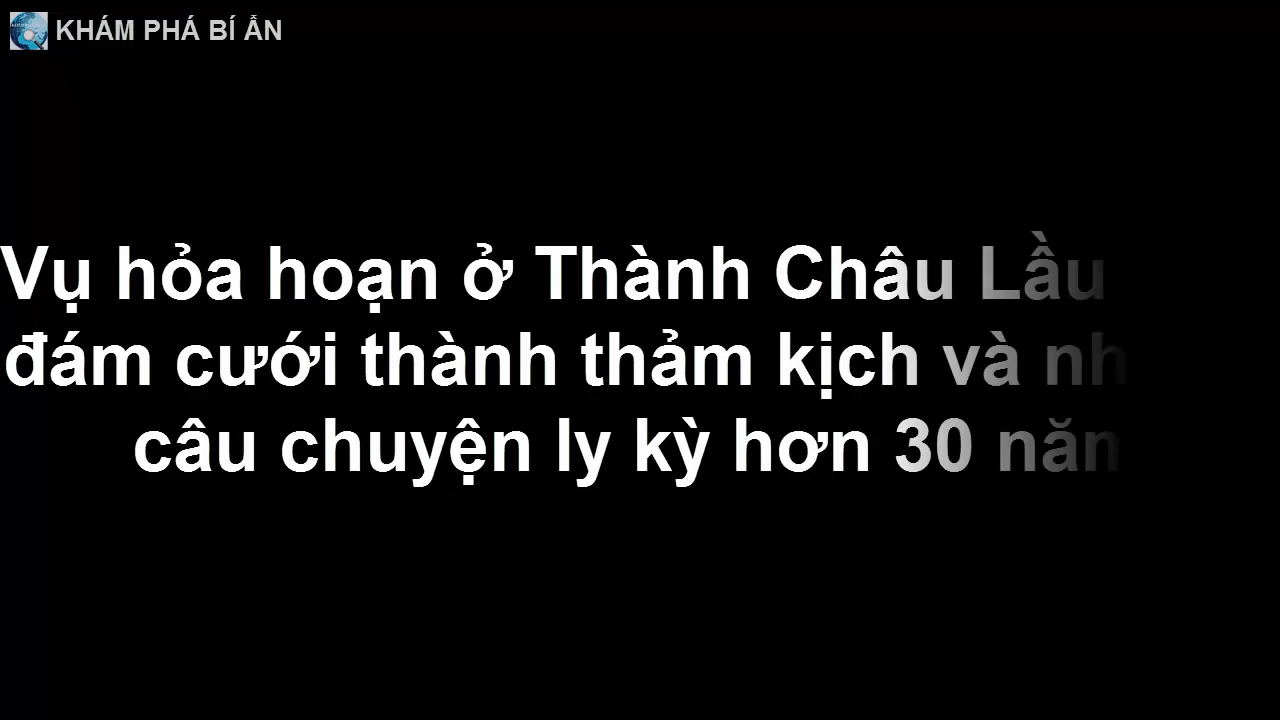 KHÁM PHÁ BÍ ẨN
Vụ hỏa hoạn ở Thành Châu Lầu
đám cưới thành thảm kịch và
câu chuyện ly kỳ hơn 30 năm